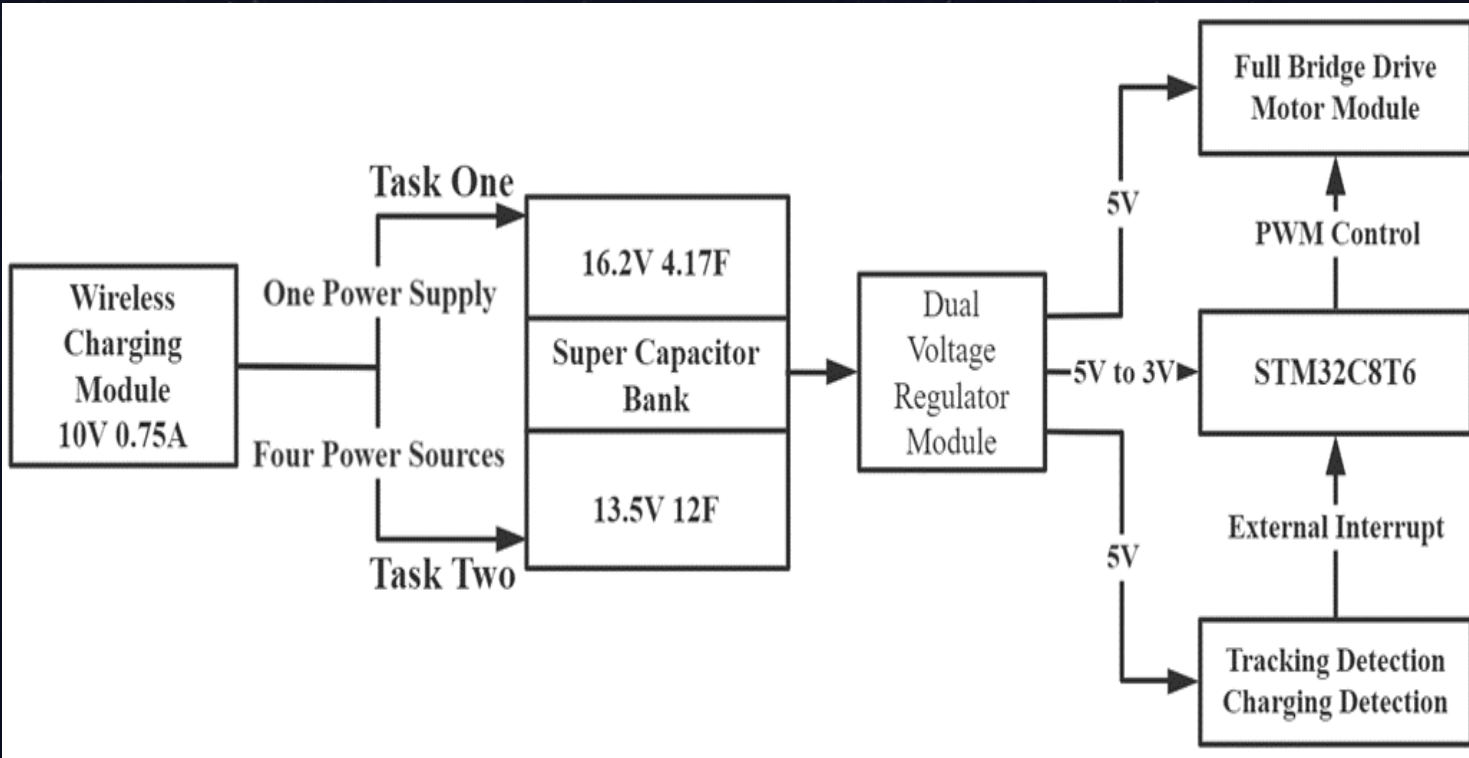 Wireless
Charging
Module
10V 0.75A
Task One
One Power Supply
Four Power Sources
Task Two
16.2V 4.17F
Super Capacitor
Bank
13.5V 12F
Dual
Voltage
Regulator
Module
5V
5V to 3V
5V
Full Bridge Drive
Motor Module
PWM Control
STM32C8T6
External Interrupt
Tracking Detection
Charging Detection